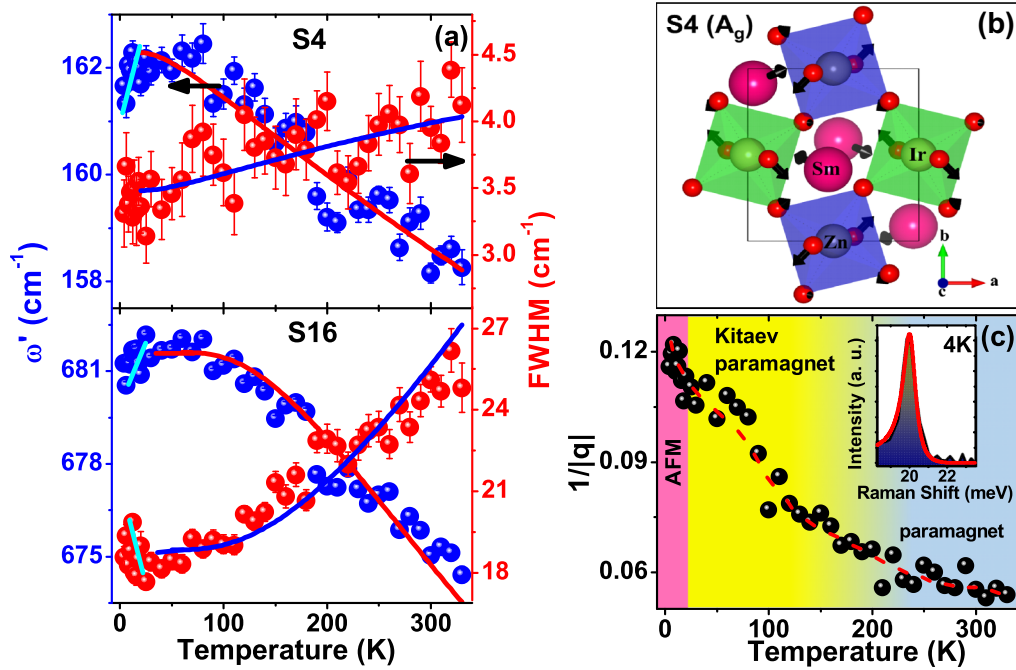 S4
(a)
162
160
158
4.5
4.0
3.5
3.0
ω' (cm⁻¹)
FWHM (cm⁻¹)
S16
681
678
675
27
24
21
18
0
100
200
300
Temperature (K)
S4 (Ag)
(b)
Sm
Ir
Zn
b
c
a
(c)
0.12
0.09
0.06
1/|q|
Kitaev
paramagnet
AFM
paramagnet
4K
Intensity (a. u.)
20
22
Raman Shift (meV)
0
100
200
300
Temperature (K)